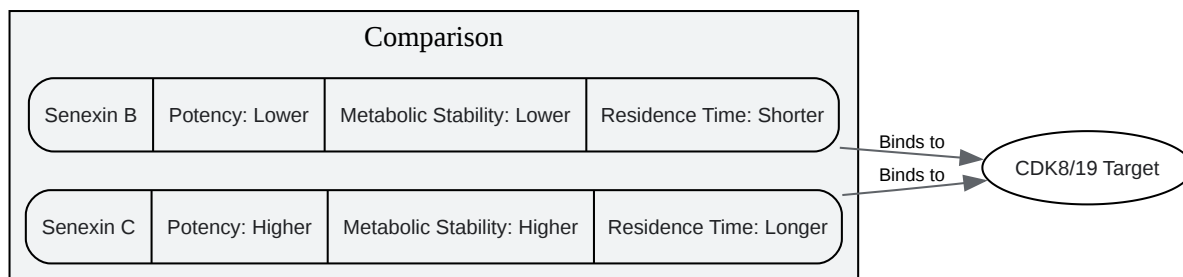 Comparison
Senexin B Potency: Lower Metabolic Stability: Lower Residence Time: Shorter
Binds to
CDK8/19 Target
Binds to
Senexin C Potency: Higher Metabolic Stability: Higher Residence Time: Longer